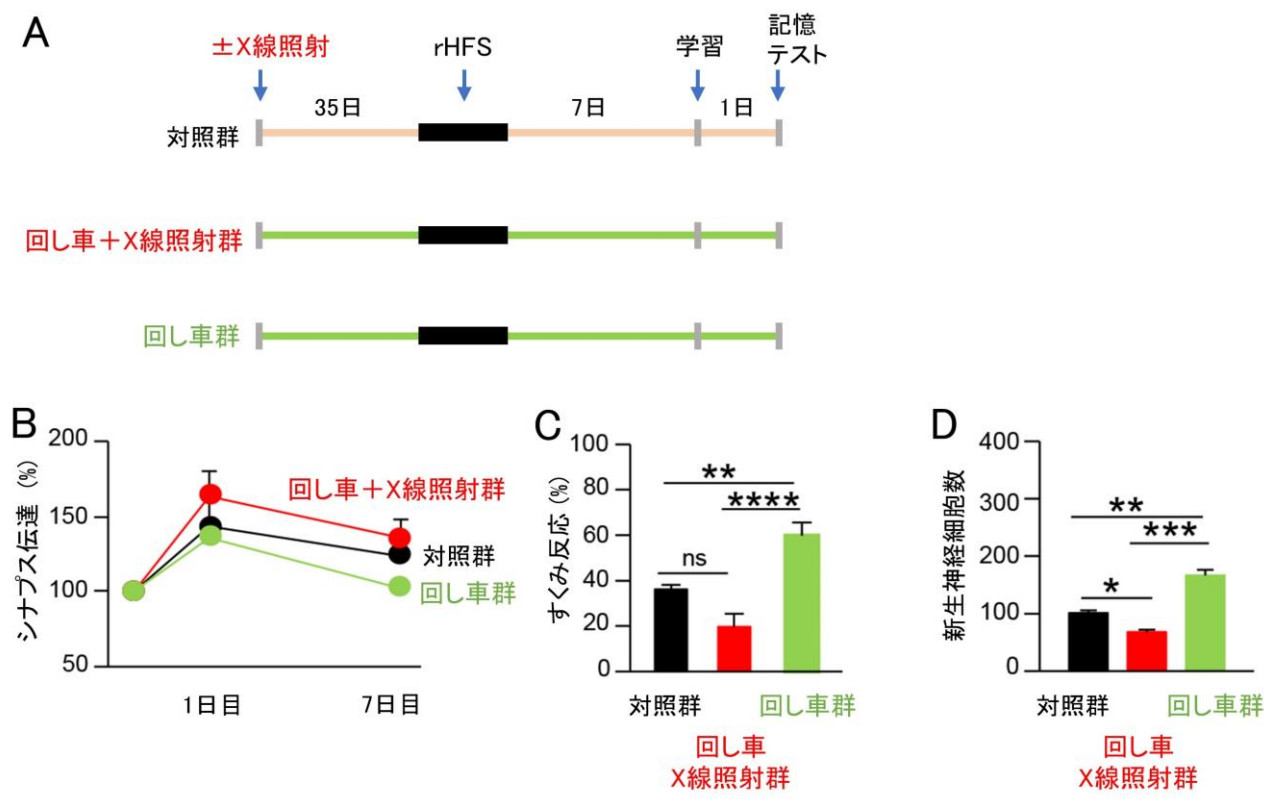 A
±X線照射
rHFS
学習
記憶
テスト
35日
7日
1日
対照群
回し車+X線照射群
回し車群
B
シナプス伝達 (%)
200
150
100
50
回し車+X線照射群
対照群
回し車群
1日目
7日目
C
すくみ反応 (%)
100
80
60
40
20
0
**
****
ns
対照群
回し車群
回し車
X線照射群
D
新生神経細胞数
400
300
200
100
0
**
***
*
対照群
回し車群
回し車
X線照射群